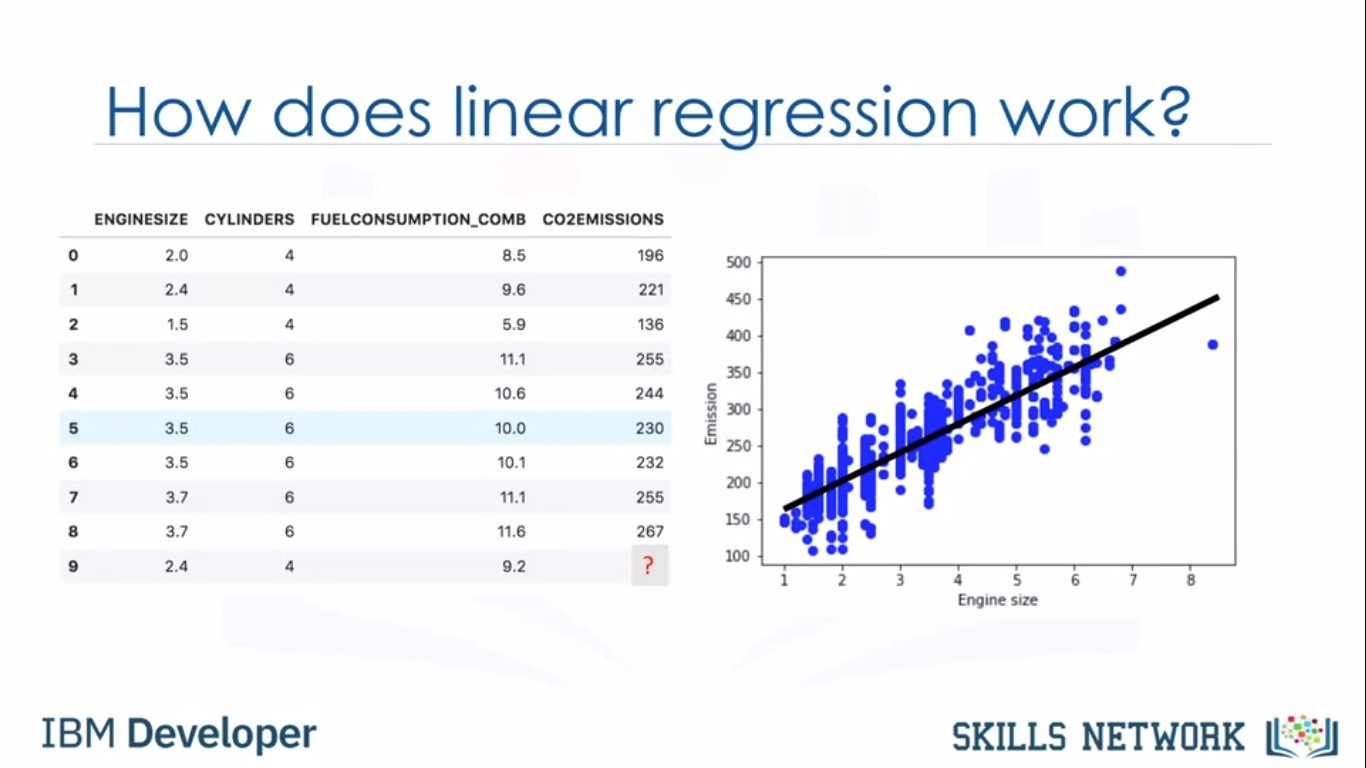 How does linear regression work?
ENGINESIZE CYLINDERS FUELCONSUMPTION_COMB CO2EMISSIONS
0 2.0 4 8.5 196
1 2.4 4 9.6 221
2 1.5 4 5.9 136
3 3.5 6 11.1 255
4 3.5 6 10.6 244
5 3.5 6 10.0 230
6 3.5 6 10.1 232
7 3.7 6 11.1 255
8 3.7 6 11.6 267
9 2.4 4 9.2 ?
500
450
400
350
300
250
200
150
100
Emission
1 2 3 4 5 6 7 8
Engine size
IBM Developer
SKILLS NETWORK